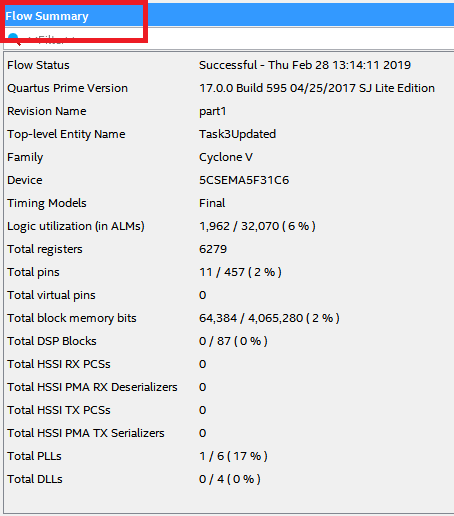 Flow Summary
<<Filter>>
Flow Status Successful - Thu Feb 28 13:14:11 2019
Quartus Prime Version 17.0.0 Build 595 04/25/2017 SJ Lite Edition
Revision Name part1
Top-level Entity Name Task3Updated
Family Cyclone V
Device 5CSEMA5F31C6
Timing Models Final
Logic utilization (in ALMs) 1,962 / 32,070 ( 6 % )
Total registers 6279
Total pins 11 / 457 ( 2 % )
Total virtual pins 0
Total block memory bits 64,384 / 4,065,280 ( 2 % )
Total DSP Blocks 0 / 87 ( 0 % )
Total HSSI RX PCSs 0
Total HSSI PMA RX Deserializers 0
Total HSSI TX PCSs 0
Total HSSI PMA TX Serializers 0
Total PLLs 1 / 6 ( 17 % )
Total DLLs 0 / 4 ( 0 % )